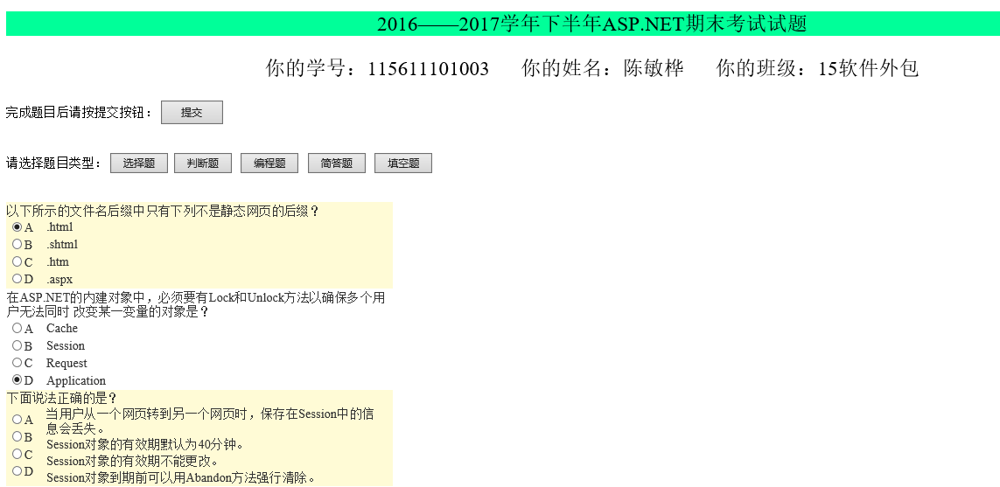 2016——2017学年下半年ASP.NET期末考试试题
你的学号：115611101003 你的姓名：陈敏桦 你的班级：15软件外包
完成题目后请按提交按钮： 提交
请选择题目类型： 选择题 判断题 编程题 简答题 填空题
以下所示的文件名后缀中只有下列不是静态网页的后缀？
A .html
B .shtml
C .htm
D .aspx
在ASP.NET的内建对象中，必须要有Lock和Unlock方法以确保多个用
户无法同时 改变某一变量的对象是？
A Cache
B Session
C Request
D Application
下面说法正确的是？
A 当用户从一个网页转到另一个网页时，保存在Session中的信
息会丢失。
B Session对象的有效期默认为40分钟。
C Session对象的有效期不能更改。
D Session对象到期前可以用Abandon方法强行清除。